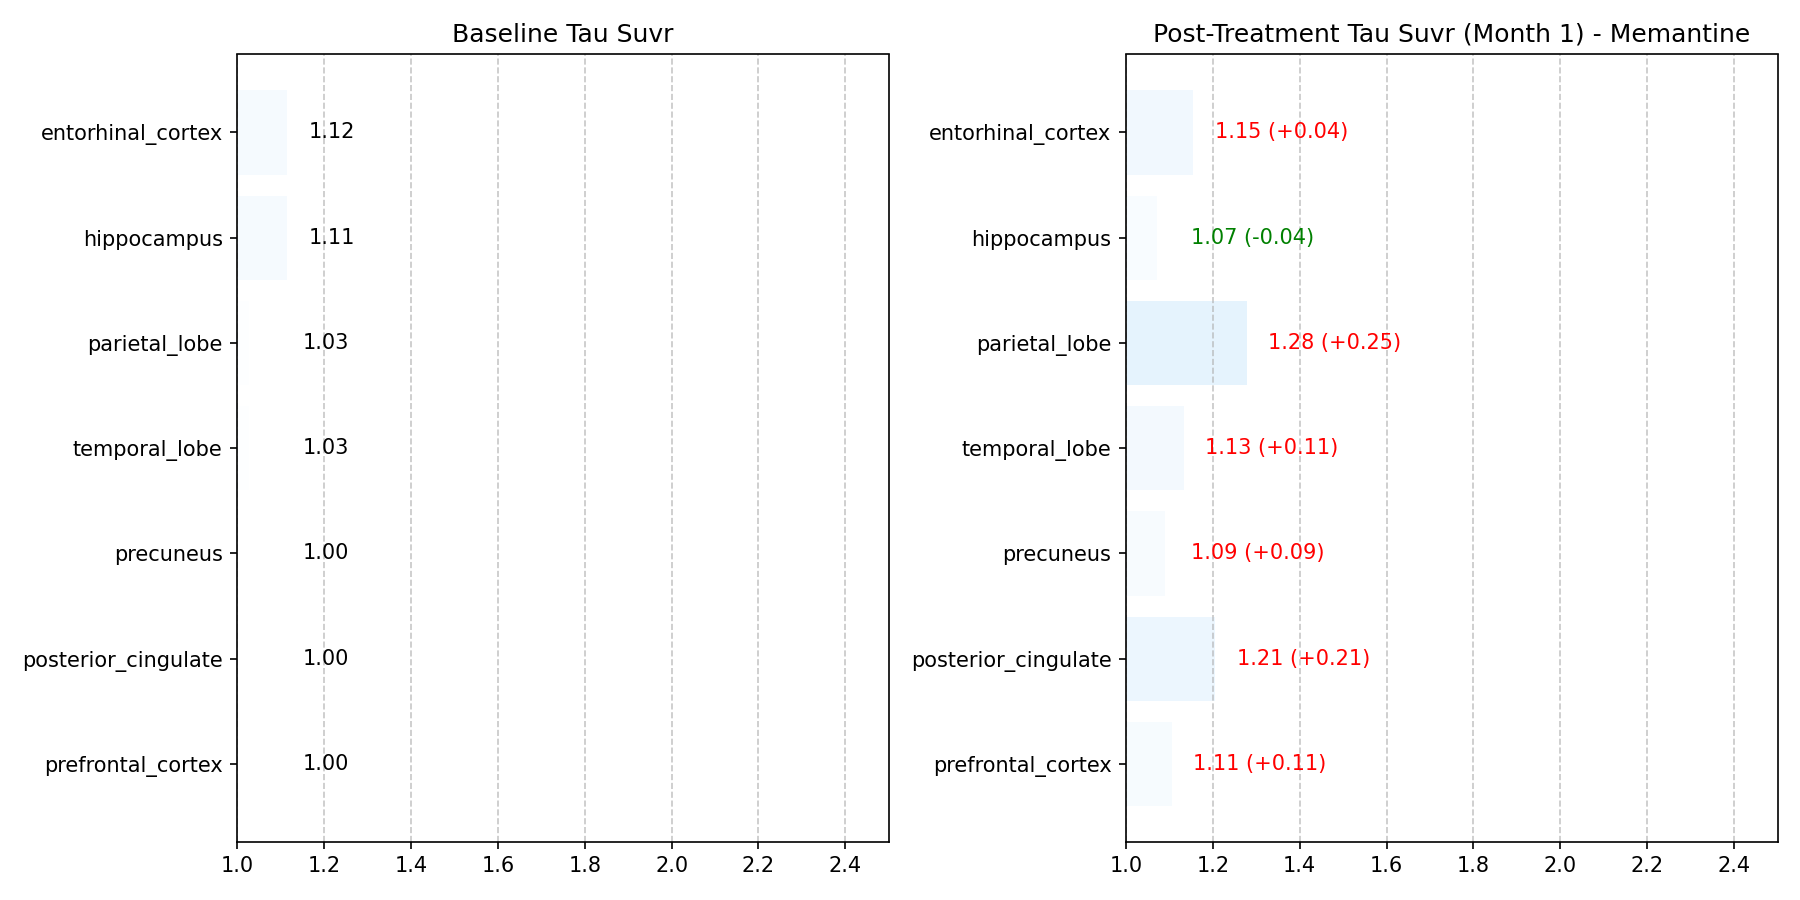 Baseline Tau Suvr
entorhinal_cortex 1.12
hippocampus 1.11
parietal_lobe 1.03
temporal_lobe 1.03
precuneus 1.00
posterior_cingulate 1.00
prefrontal_cortex 1.00
1.0 1.2 1.4 1.6 1.8 2.0 2.2 2.4
Post-Treatment Tau Suvr (Month 1) - Memantine
entorhinal_cortex 1.15 (+0.04)
hippocampus 1.07 (-0.04)
parietal_lobe 1.28 (+0.25)
temporal_lobe 1.13 (+0.11)
precuneus 1.09 (+0.09)
posterior_cingulate 1.21 (+0.21)
prefrontal_cortex 1.11 (+0.11)
1.0 1.2 1.4 1.6 1.8 2.0 2.2 2.4